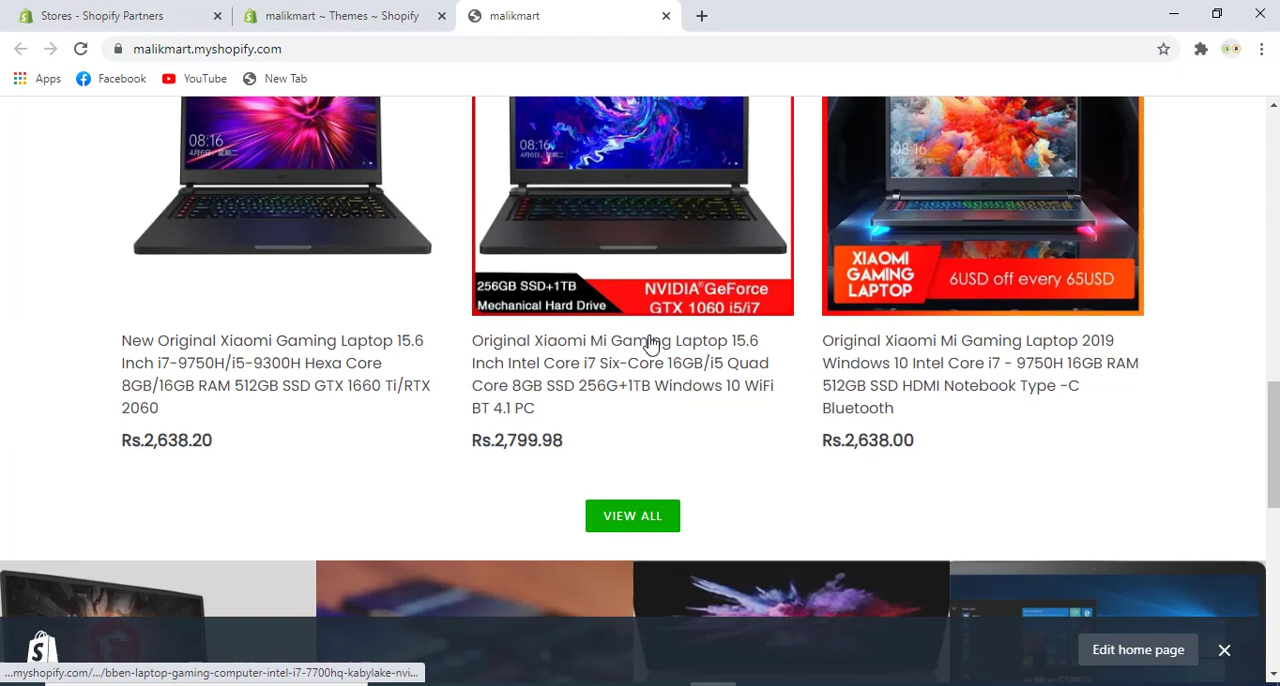 Stores - Shopify Partners
malikmart ~ Themes ~ Shopify
malikmart
malikmart.myshopify.com
Apps
Facebook
YouTube
New Tab
08:16
08:16
08:16
256GB SSD+1TB
Mechanical Hard Drive
NVIDIA®GeForce
GTX 1060 i5/i7
XIAOMI
GAMING
LAPTOP
6USD off every 65USD
New Original Xiaomi Gaming Laptop 15.6
Inch i7-9750H/i5-9300H Hexa Core
8GB/16GB RAM 512GB SSD GTX 1660 Ti/RTX
2060
Rs.2,638.20
Original Xiaomi Mi Gaming Laptop 15.6
Inch Intel Core i7 Six-Core 16GB/i5 Quad
Core 8GB SSD 256G+1TB Windows 10 WiFi
BT 4.1 PC
Rs.2,799.98
Original Xiaomi Mi Gaming Laptop 2019
Windows 10 Intel Core i7 - 9750H 16GB RAM
512GB SSD HDMI Notebook Type -C
Bluetooth
Rs.2,638.00
VIEW ALL
Edit home page
...myshopify.com/.../bben-laptop-gaming-computer-intel-i7-7700hq-kabylake-nvi...